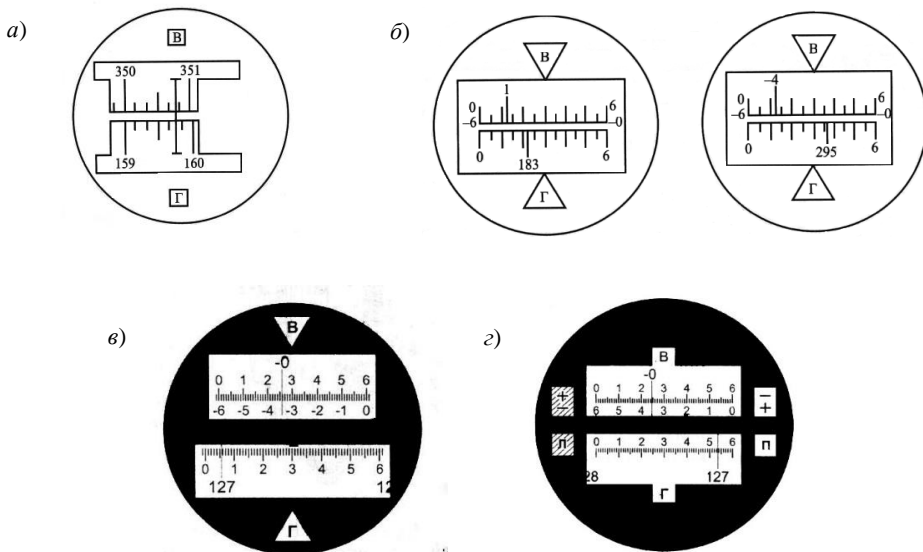 а)
В
350 351
159 160
Г
б)
В
1
0 6
–6 –0
0 6
183
Г
В
–4
0 6
–6 –0
0 6
295
Г
в)
В
-0
0 1 2 3 4 5 6
-6 -5 -4 -3 -2 -1 0
0 1 2 3 4 5 6
127 12
Г
г)
В
-0
+ 0 1 2 3 4 5 6 –
– 6 5 4 3 2 1 0 +
Л 0 1 2 3 4 5 6 П
28 127
Г